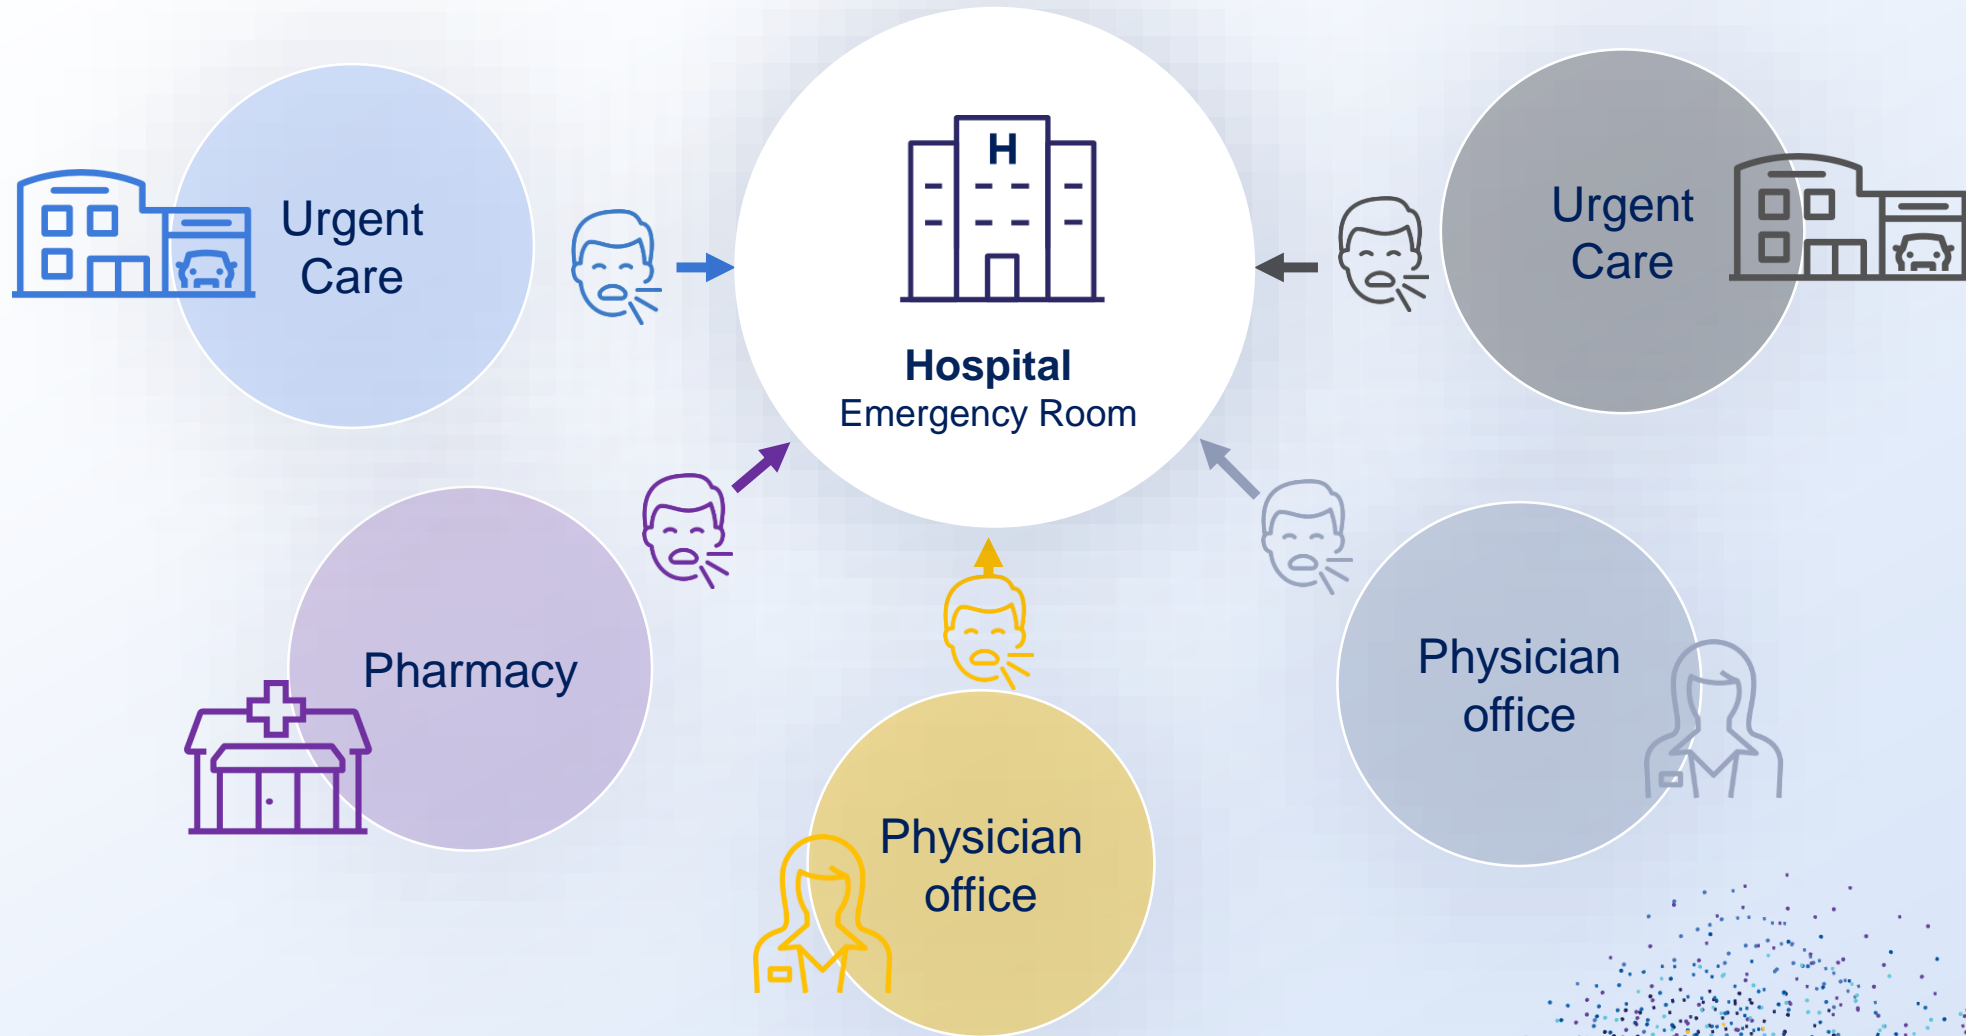 H
Hospital
Emergency Room
Urgent
Care
Urgent
Care
Pharmacy
Physician
office
Physician
office